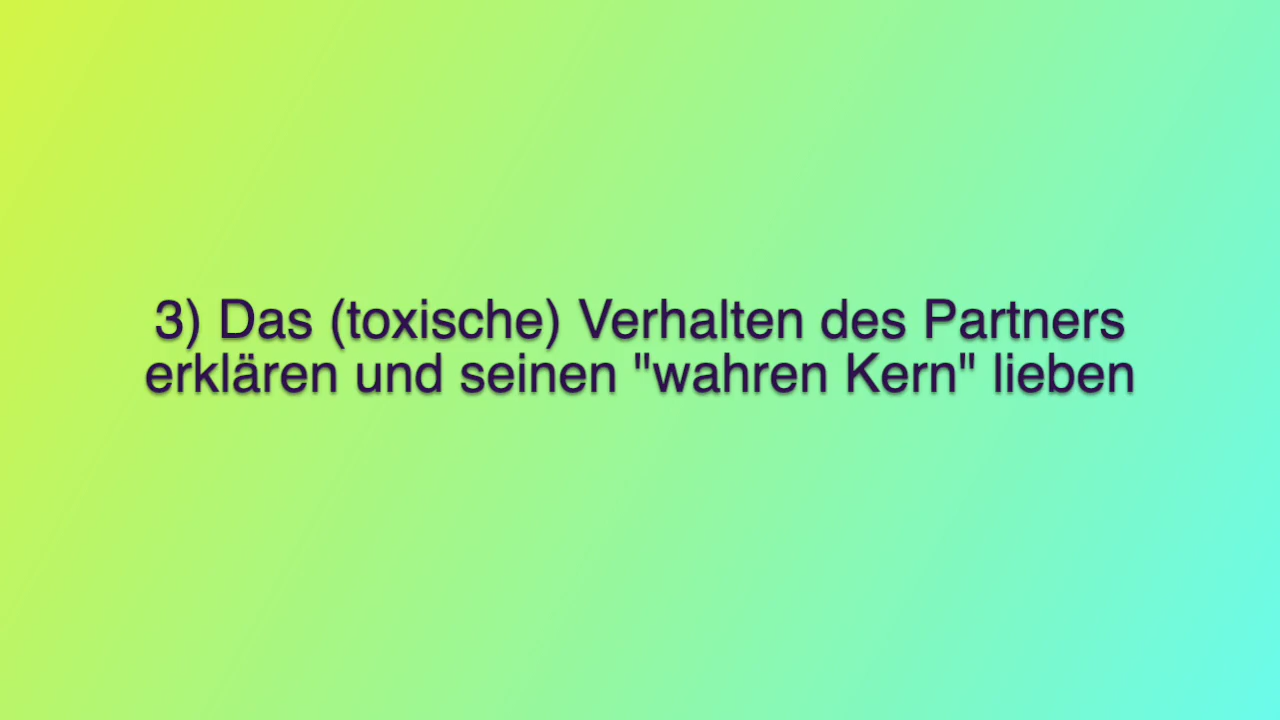 3) Das (toxische) Verhalten des Partners
erklären und seinen "wahren Kern" lieben